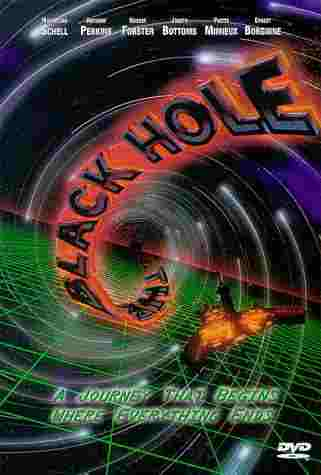 MAXIMILIAN ANTHONY ROBERT JOSEPH YVETTE ERNEST
SCHELL PERKINS FORSTER BOTTOMS MIMIEUX BORGNINE
THE
BLACK HOLE
A JOURNEY THAT BEGINS
WHERE EVERYTHING ENDS
DVD